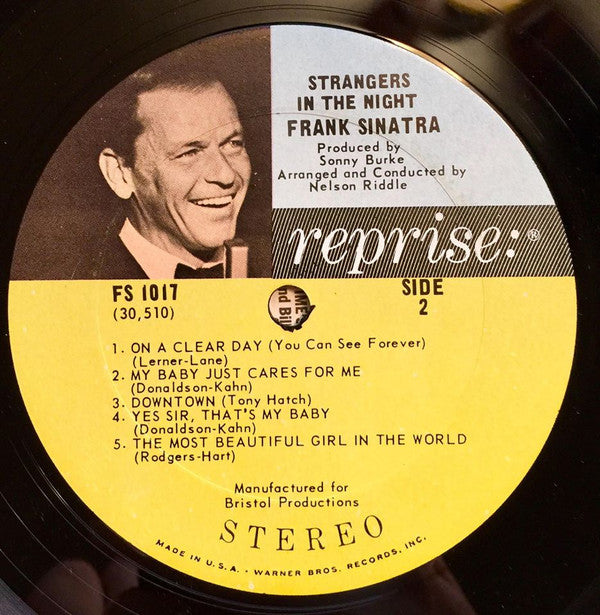 STRANGERS
IN THE NIGHT
FRANK SINATRA
Produced by
Sonny Burke
Arranged and Conducted by
Nelson Riddle
reprise:®
FS 1017
(30,510)
SIDE
2
1. ON A CLEAR DAY (You Can See Forever)
(Lerner-Lane)
2. MY BABY JUST CARES FOR ME
(Donaldson-Kahn)
3. DOWNTOWN (Tony Hatch)
4. YES SIR, THAT'S MY BABY
(Donaldson-Kahn)
5. THE MOST BEAUTIFUL GIRL IN THE WORLD
(Rodgers-Hart)
Manufactured for
Bristol Productions
STEREO
MADE IN U.S.A. - WARNER BROS. RECORDS, INC.